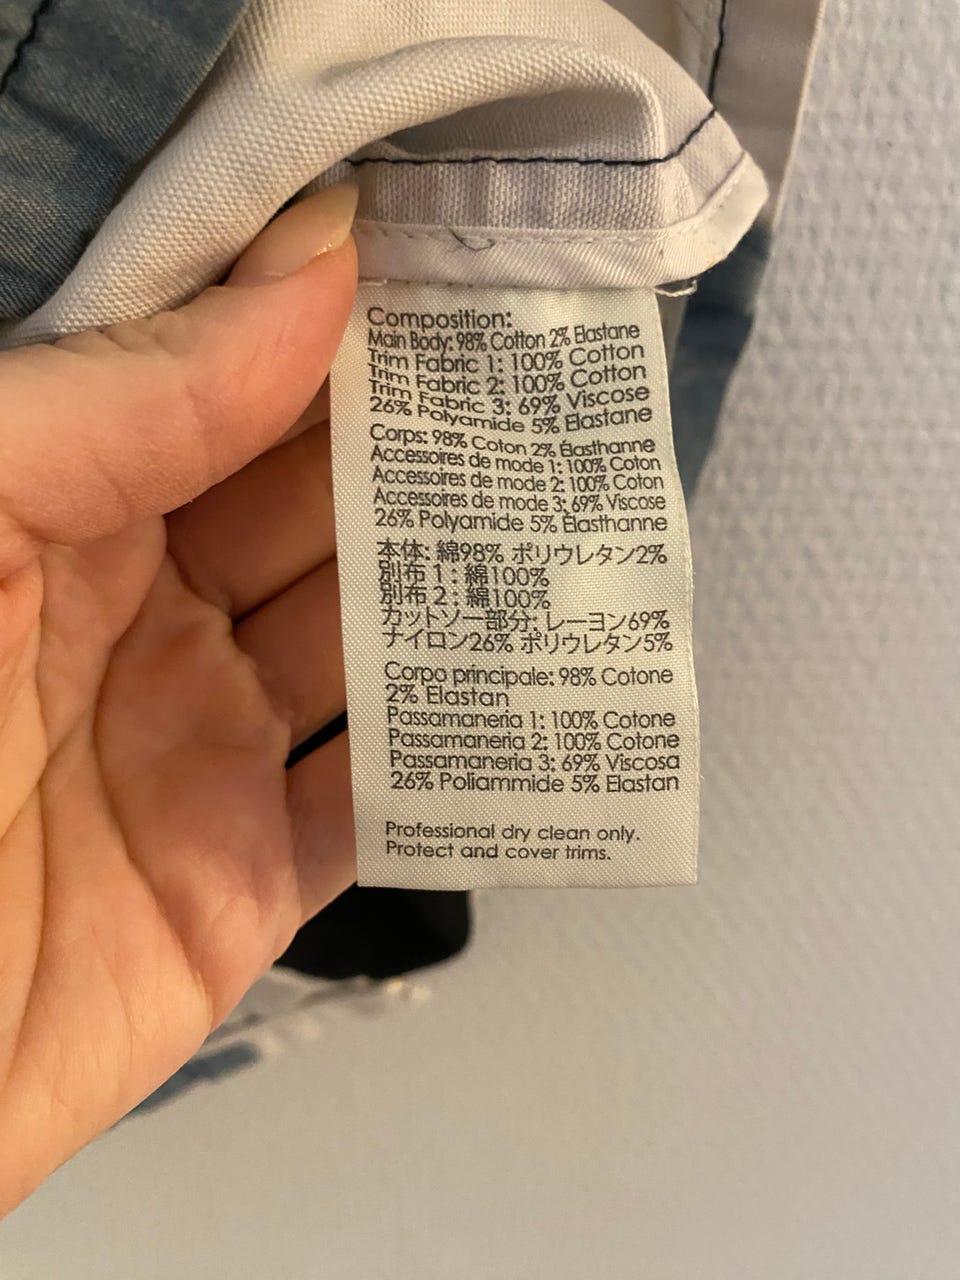 Composition:
Main Body: 98% Cotton 2% Elastane
Trim Fabric 1: 100% Cotton
Trim Fabric 2: 100% Cotton
Trim Fabric 3: 69% Viscose
26% Polyamide 5% Elastane
Corps: 98% Coton 2% Élasthanne
Accessoires de mode 1: 100% Coton
Accessoires de mode 2: 100% Coton
Accessoires de mode 3: 69% Viscose
26% Polyamide 5% Élasthanne
本体: 綿98% ポリウレタン2%
別布 1 : 綿100%
別布 2 : 綿100%
カットソー部分: レーヨン69%
ナイロン26% ポリウレタン5%
Corpo principale: 98% Cotone
2% Elastan
Passamaneria 1: 100% Cotone
Passamaneria 2: 100% Cotone
Passamaneria 3: 69% Viscosa
26% Poliammide 5% Elastan
Professional dry clean only.
Protect and cover trims.